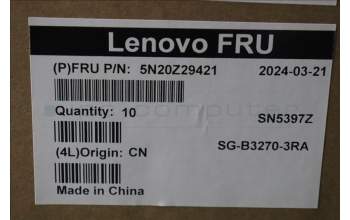 Lenovo FRU
(P)FRU P/N: 5N20Z29421 2024-03-21
Quantity: 10 SN5397Z
(4L)Origin: CN SG-B3270-3RA
Made in China